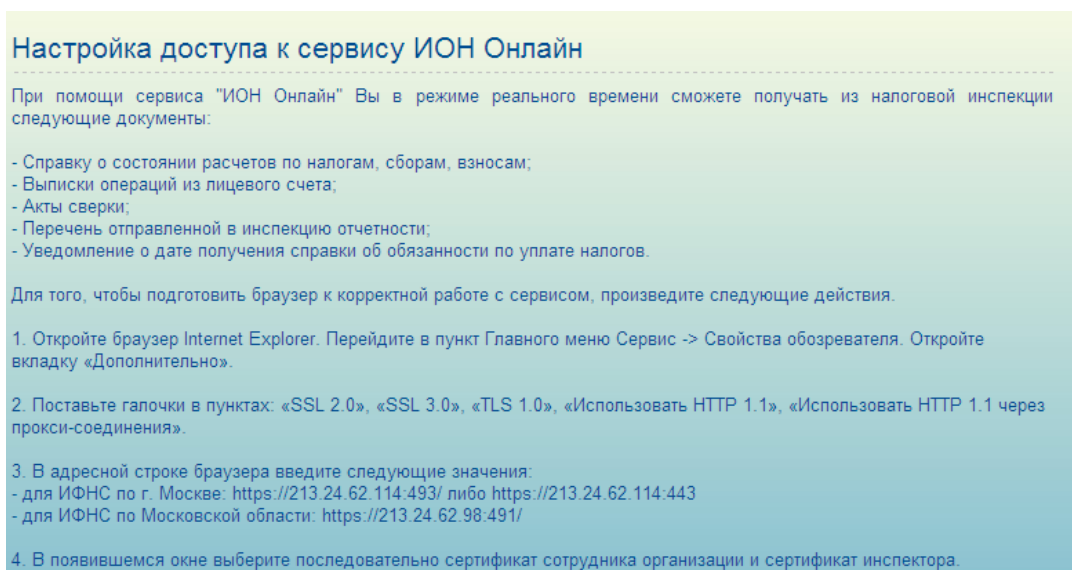 Настройка доступа к сервису ИОН Онлайн
При помощи сервиса "ИОН Онлайн" Вы в режиме реального времени сможете получать из налоговой инспекции
следующие документы:
- Справку о состоянии расчетов по налогам, сборам, взносам;
- Выписки операций из лицевого счета;
- Акты сверки;
- Перечень отправленной в инспекцию отчетности;
- Уведомление о дате получения справки об обязанности по уплате налогов.
Для того, чтобы подготовить браузер к корректной работе с сервисом, произведите следующие действия.
1. Откройте браузер Internet Explorer. Перейдите в пункт Главного меню Сервис -> Свойства обозревателя. Откройте
вкладку «Дополнительно».
2. Поставьте галочки в пунктах: «SSL 2.0», «SSL 3.0», «TLS 1.0», «Использовать HTTP 1.1», «Использовать HTTP 1.1 через
прокси-соединения».
3. В адресной строке браузера введите следующие значения:
- для ИФНС по г. Москве: https://213.24.62.114:493/ либо https://213.24.62.114:443
- для ИФНС по Московской области: https://213.24.62.98:491/
4. В появившемся окне выберите последовательно сертификат сотрудника организации и сертификат инспектора.